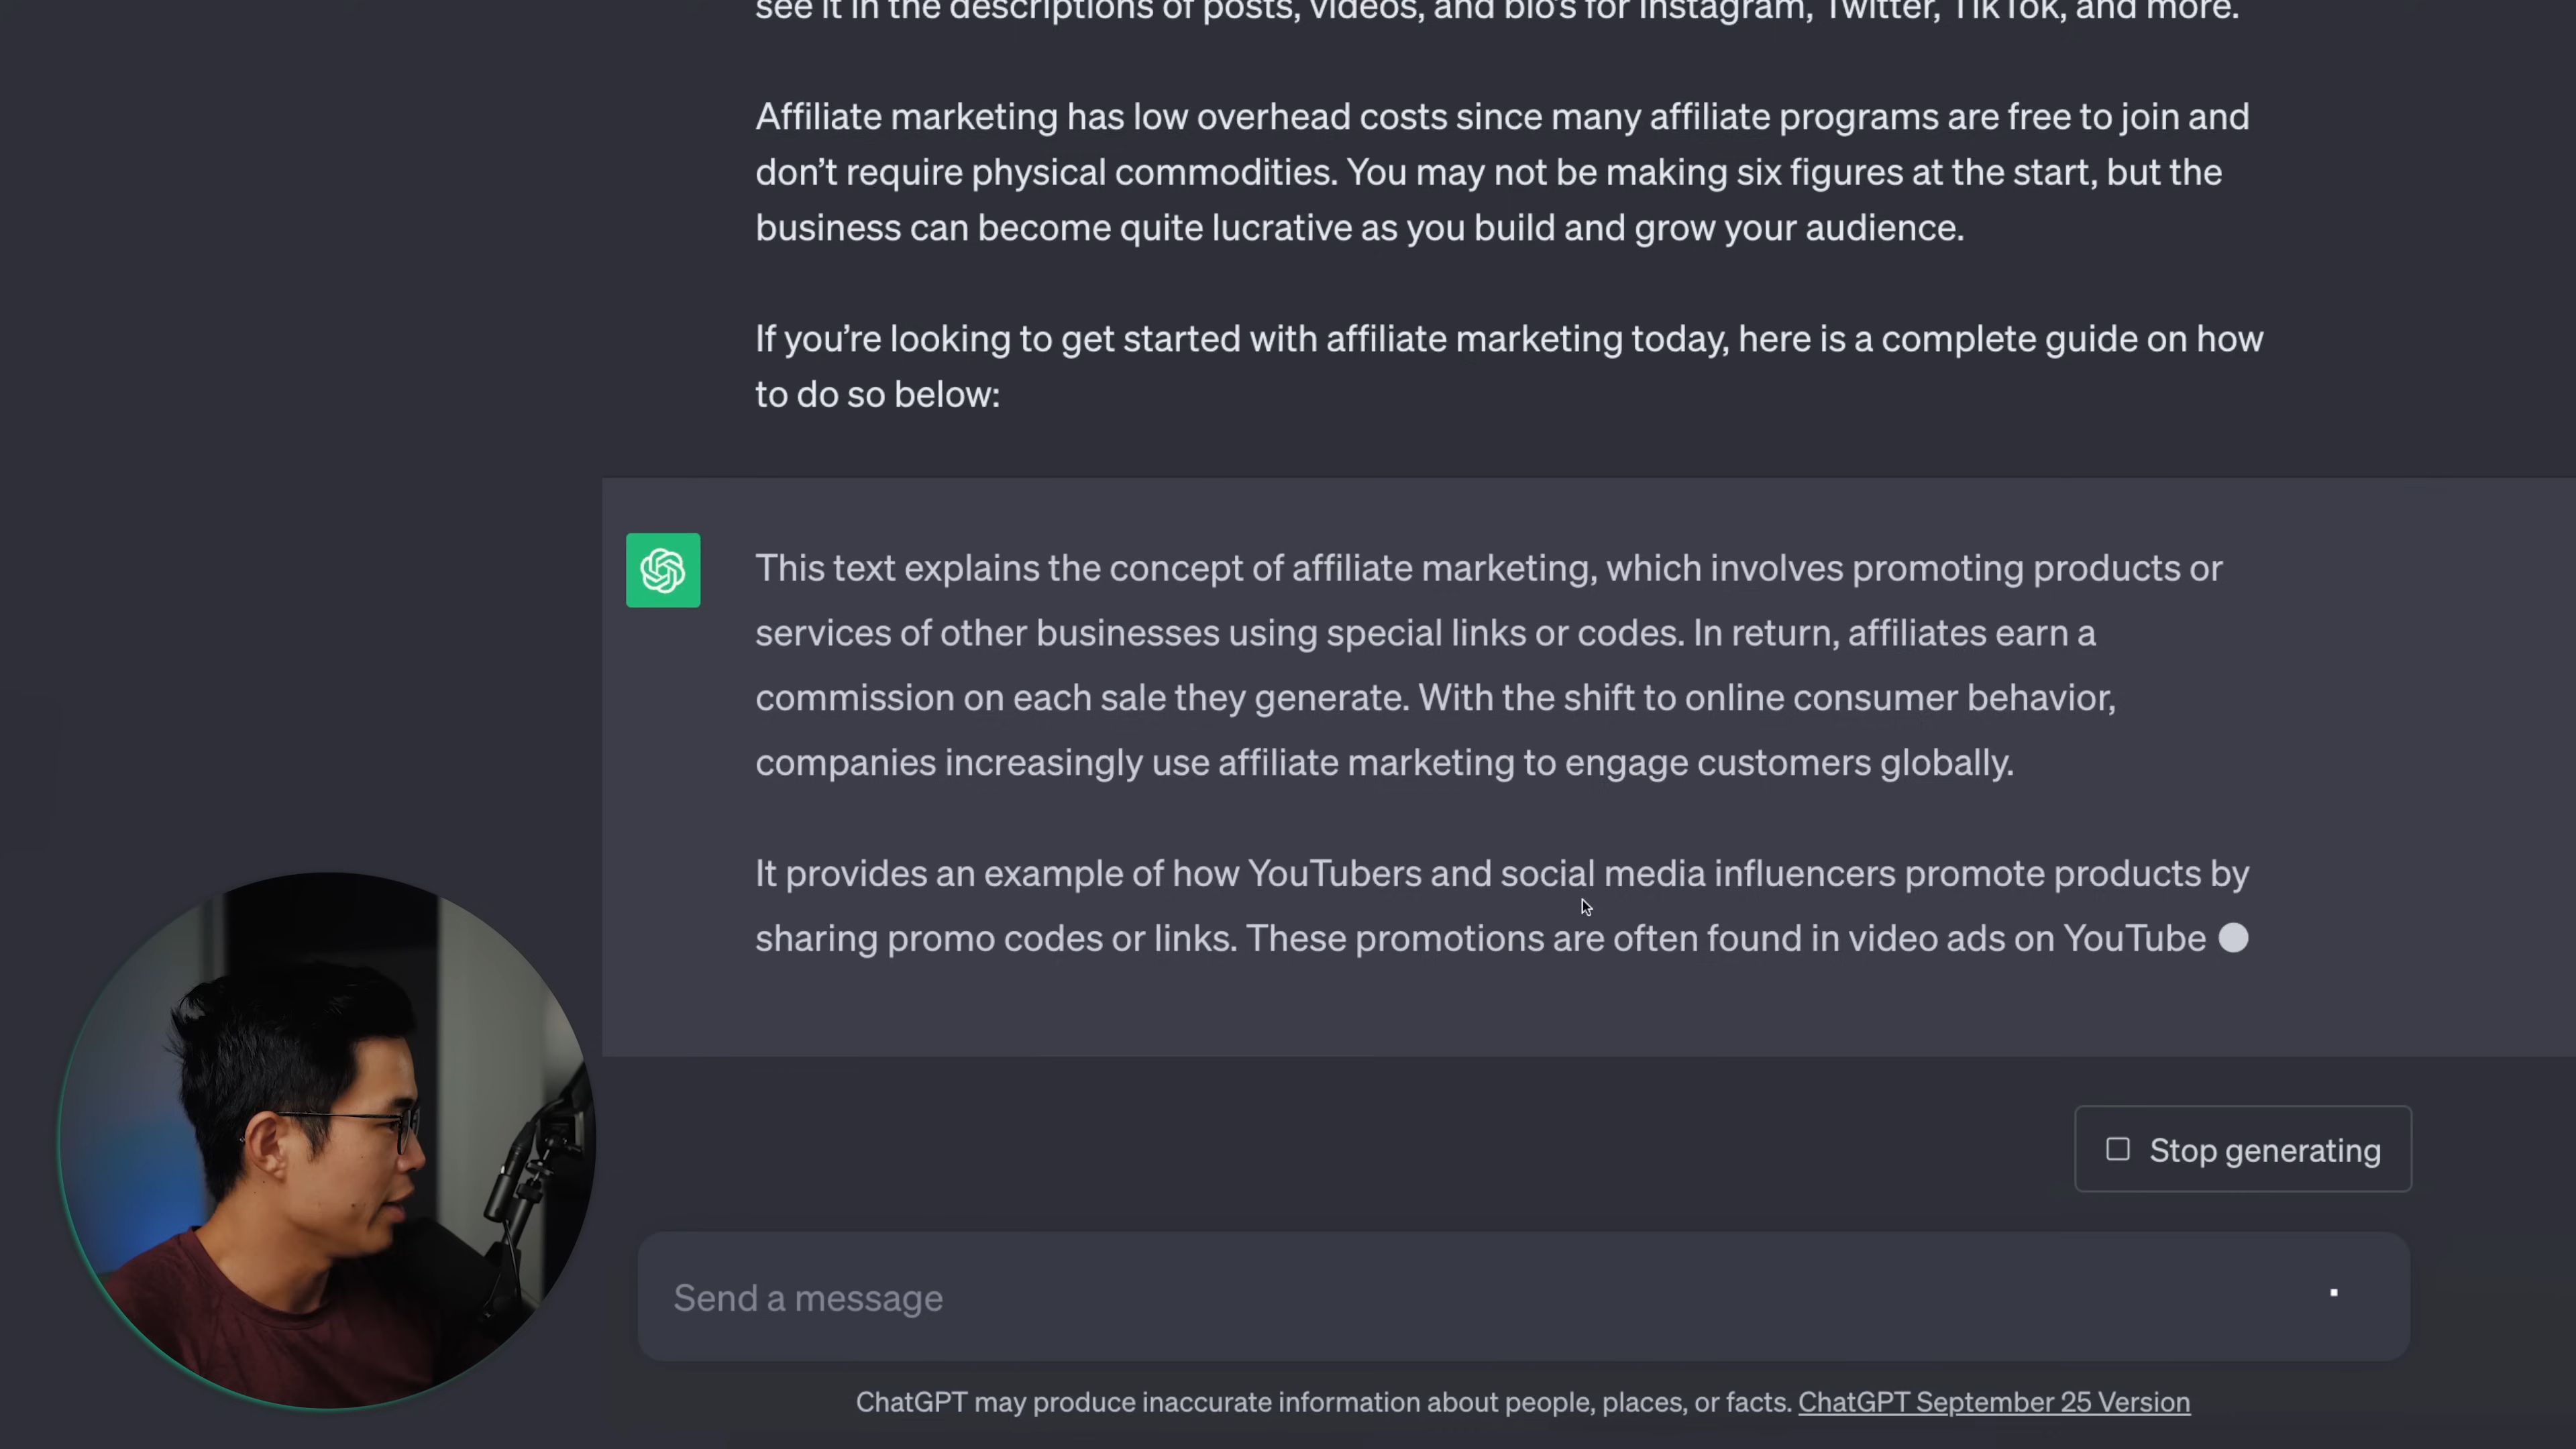 see it in the descriptions of posts, videos, and bio's for Instagram, Twitter, TikTok, and more.
Affiliate marketing has low overhead costs since many affiliate programs are free to join and
don’t require physical commodities. You may not be making six figures at the start, but the
business can become quite lucrative as you build and grow your audience.
If you’re looking to get started with affiliate marketing today, here is a complete guide on how
to do so below:
This text explains the concept of affiliate marketing, which involves promoting products or
services of other businesses using special links or codes. In return, affiliates earn a
commission on each sale they generate. With the shift to online consumer behavior,
companies increasingly use affiliate marketing to engage customers globally.
It provides an example of how YouTubers and social media influencers promote products by
sharing promo codes or links. These promotions are often found in video ads on YouTube
Stop generating
Send a message
ChatGPT may produce inaccurate information about people, places, or facts. ChatGPT September 25 Version